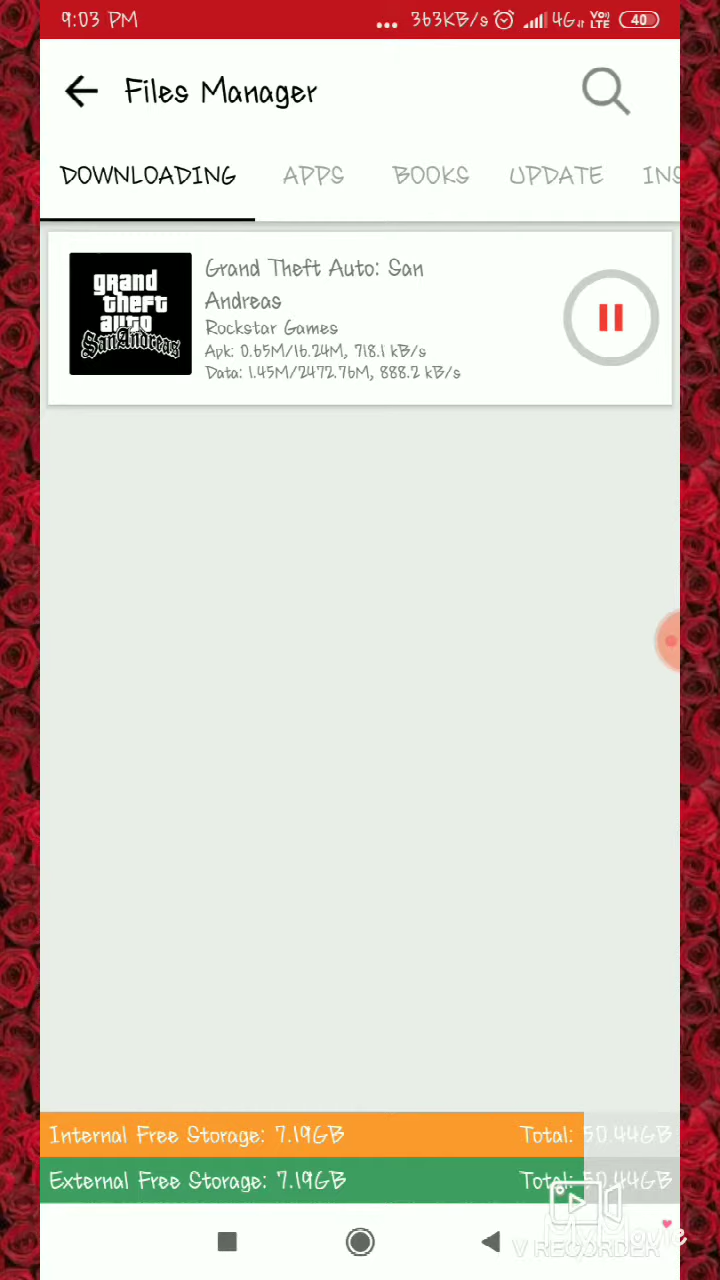 9:03 PM ... 363KB/s 4G VoD LTE 40
Files Manager
DOWNLOADING APPS BOOKS UPDATE INS
grand
theft
auto
San Andreas
Grand Theft Auto: San
Andreas
Rockstar Games
Apk: 0.65M/16.24M, 718.1 kB/s
Data: 1.45M/2472.76M, 888.2 kB/s
Internal Free Storage: 7.19GB Total: 50.44GB
External Free Storage: 7.19GB Total: 50.44GB
V RECORDER